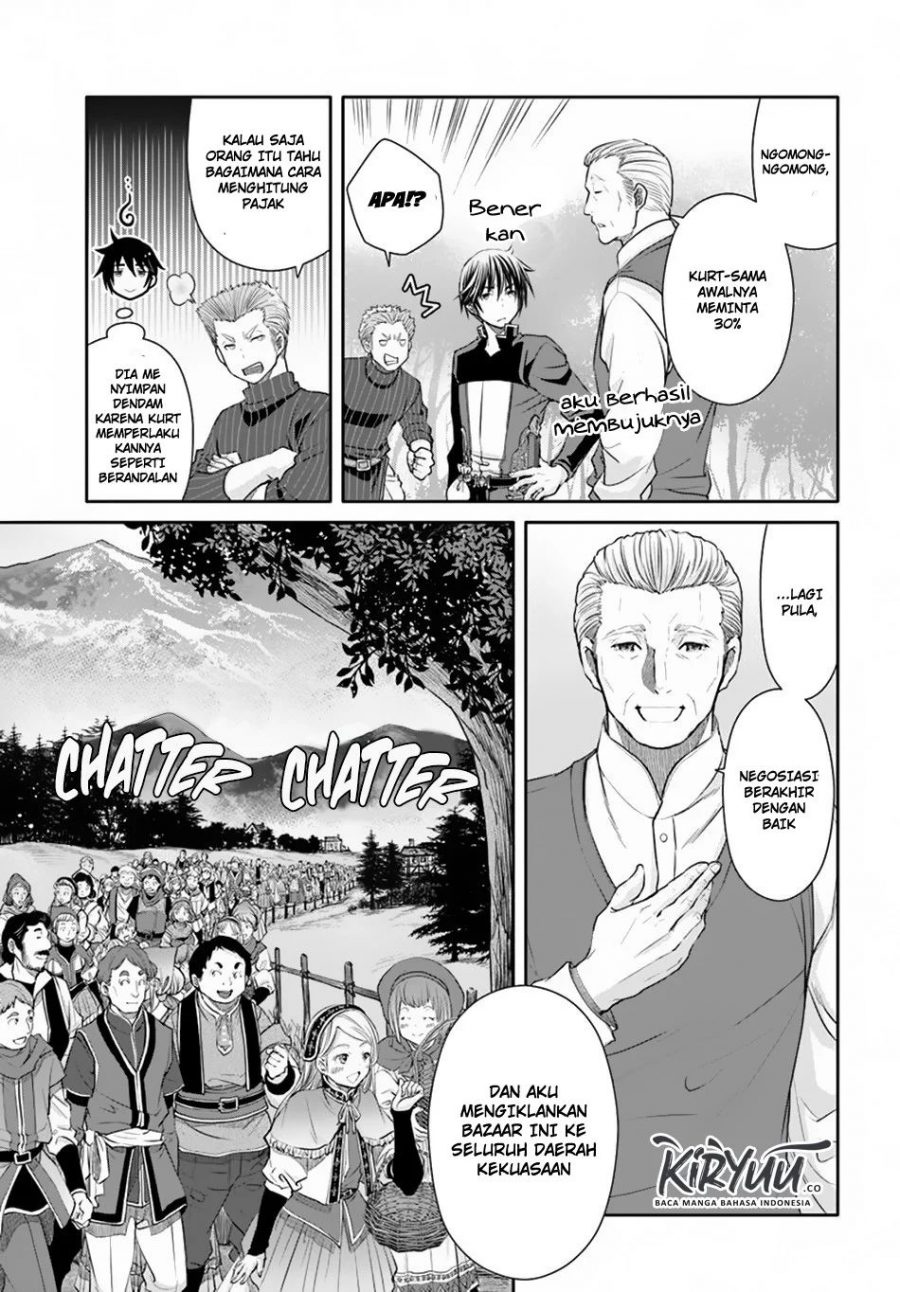 NGOMONG-
NGOMONG,
KURT-SAMA
AWALNYA
MEMINTA
30%
Bener
kan
aku berhasil
membujuknya
APA!?
KALAU SAJA
ORANG ITU TAHU
BAGAIMANA CARA
MENGHITUNG
PAJAK
DIA ME
NYIMPAN
DENDAM
KARENA KURT
MEMPERLAKU
KANNYA
SEPERTI
BERANDALAN
...LAGI
PULA,
NEGOSIASI
BERAKHIR
DENGAN
BAIK
DAN AKU
MENGIKLANKAN
BAZAAR INI KE
SELURUH DAERAH
KEKUASAAN
CHATTER CHATTER
KIRYUU.CO
BACA MANGA BAHASA INDONESIA